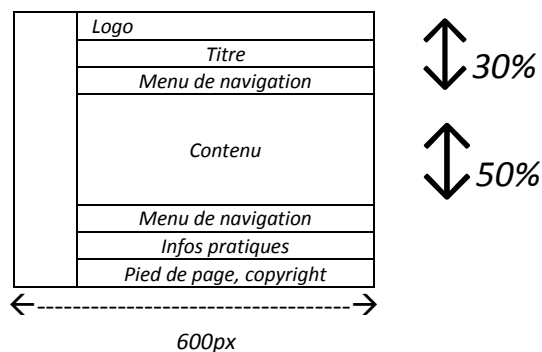 Logo
Titre
Menu de navigation
30%
Contenu
50%
Menu de navigation
Infos pratiques
Pied de page, copyright
600px